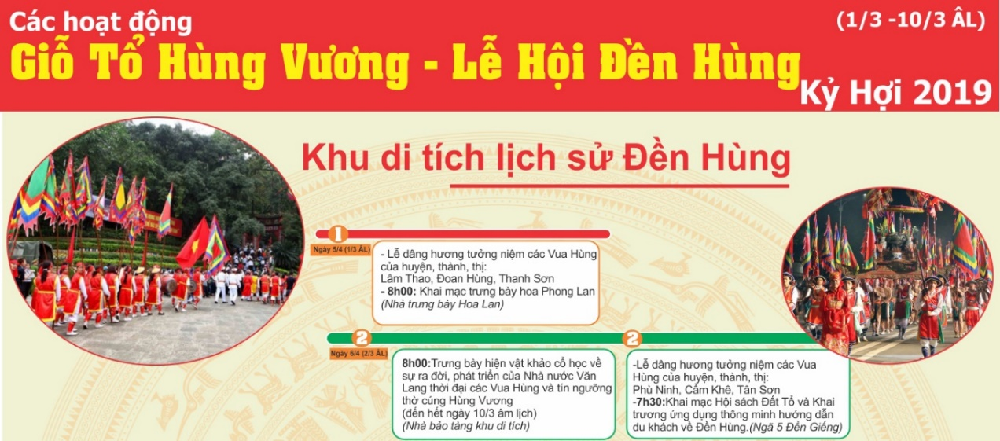 Các hoạt động
(1/3 -10/3 ÂL)
Giỗ Tổ Hùng Vương - Lễ Hội Đền Hùng
Kỷ Hợi 2019
Khu di tích lịch sử Đền Hùng
1
Ngày 5/4 (1/3 ÂL)
- Lễ dâng hương tưởng niệm các Vua Hùng
của huyện, thành, thị:
Lâm Thao, Đoan Hùng, Thanh Sơn
- 8h00: Khai mạc trưng bày hoa Phong Lan
(Nhà trưng bày Hoa Lan)
2
Ngày 6/4 (2/3 ÂL)
8h00:Trưng bày hiện vật khảo cổ học về
sự ra đời, phát triển của Nhà nước Văn
Lang thời đại các Vua Hùng và tín ngưỡng
thờ cúng Hùng Vương
(đến hết ngày 10/3 âm lịch)
(Nhà bảo tàng khu di tích)
2
-Lễ dâng hương tưởng niệm các Vua
Hùng của huyện, thành, thị:
Phù Ninh, Cẩm Khê, Tân Sơn
-7h30:Khai mạc Hội sách Đất Tổ và Khai
trương ứng dụng thông minh hướng dẫn
du khách về Đền Hùng.(Ngã 5 Đền Giếng)